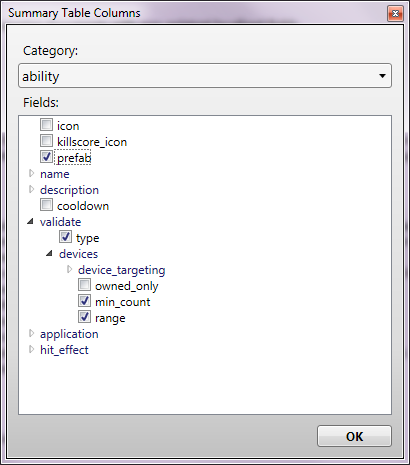 Summary Table Columns
Category:
ability
Fields:
icon
killscore_icon
prefab
name
description
cooldown
validate
type
devices
device_targeting
owned_only
min_count
range
application
hit_effect
OK